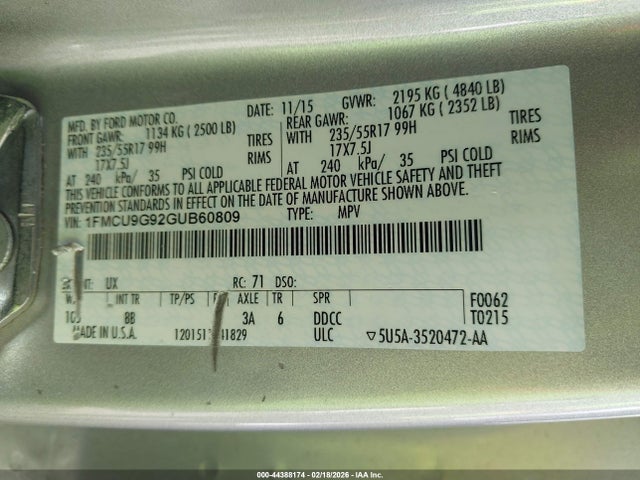 MFD. BY FORD MOTOR CO. DATE: 11/15 GVWR: 2195 KG ( 4840 LB)
FRONT GAWR: 1134 KG ( 2500 LB) REAR GAWR: 1067 KG ( 2352 LB)
WITH 235/55R17 99H TIRES WITH 235/55R17 99H TIRES
17X7.5J RIMS 17X7.5J RIMS
AT 240 kPa/ 35 PSI COLD AT 240 kPa/ 35 PSI COLD
THIS VEHICLE CONFORMS TO ALL APPLICABLE FEDERAL MOTOR VEHICLE SAFETY AND THEFT
PREVENTION STANDARDS IN EFFECT ON THE DATE OF MANUFACTURE SHOWN ABOVE.
VIN: 1FMCU9G92GUB60809 TYPE: MPV
UX RC: 71 DSO:
INT TR TP/PS AXLE TR SPR F0062
BB 3A 6 DDCC T0215
MADE IN U.S.A. ULC ▽5U5A-3520472-AA
000-44388174 | 02/18/2026 | IAA Inc.